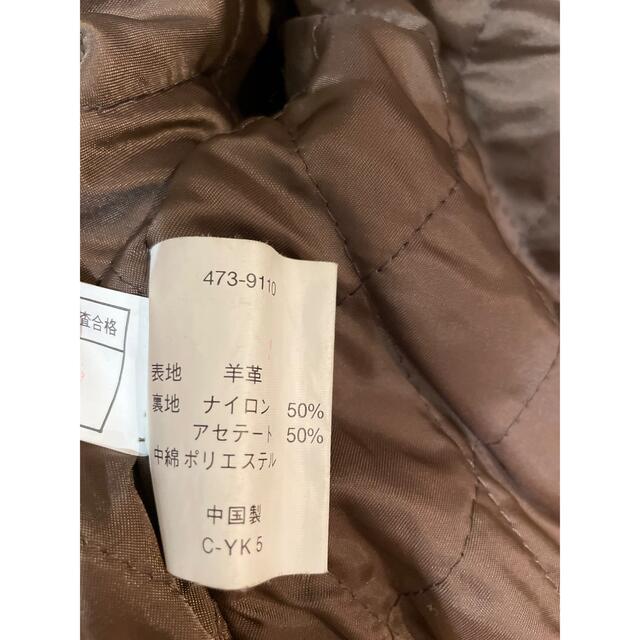 473-9110
表地 羊革
裏地 ナイロン 50%
アセテート 50%
中綿 ポリエステル
中国製
C-YK5
査合格